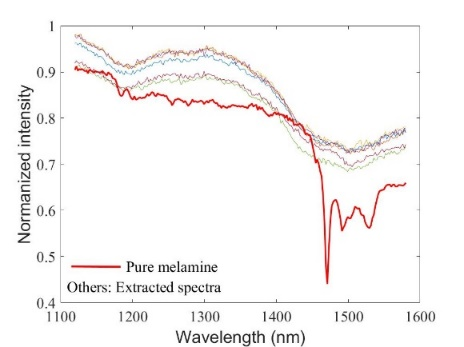 1
0.9
0.8
0.7
0.6
0.5
0.4
Normanized intensity
Pure melamine
Others: Extracted spectra
1100 1200 1300 1400 1500 1600
Wavelength (nm)